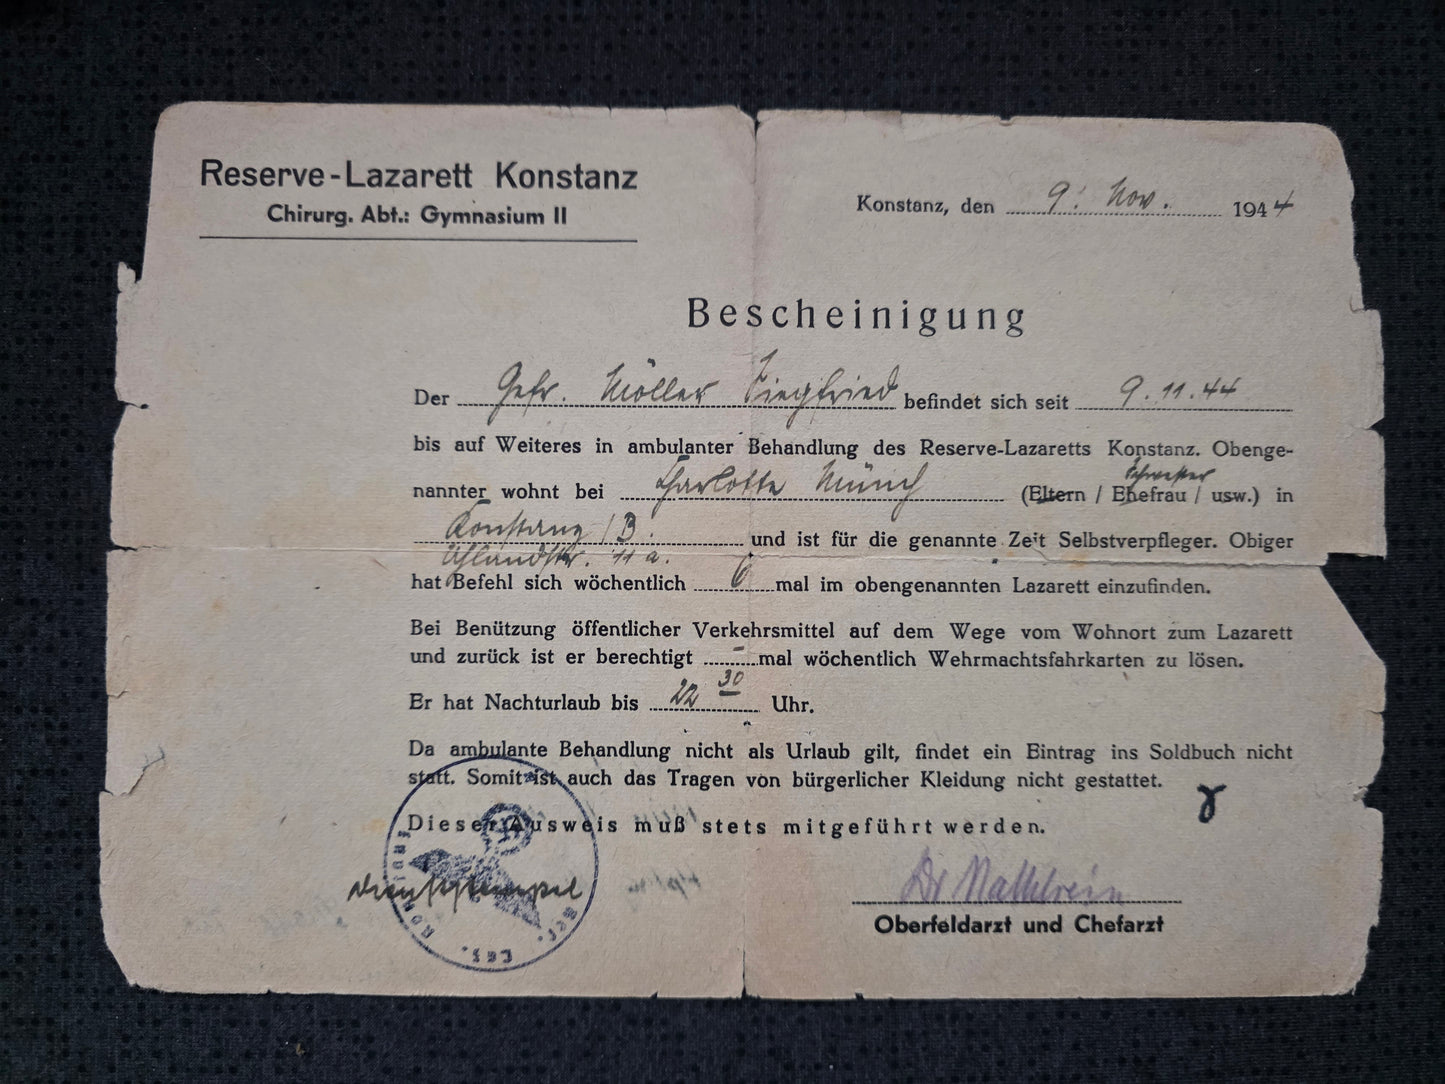 Reserve-Lazarett Konstanz
Chirurg. Abt.: Gymnasium II
Konstanz, den 9. Nov. 1944
Bescheinigung
Der Gefr. Möller Siegfried befindet sich seit 9.11.44
bis auf Weiteres in ambulanter Behandlung des Reserve-Lazaretts Konstanz. Obenge-
Schwester
nannter wohnt bei Charlotte Münch (Eltern / Ehefrau / usw.) in
Konstanz / B. und ist für die genannte Zeit Selbstverpfleger. Obiger
Uhlandstr. 11 a.
hat Befehl sich wöchentlich 6 mal im obengenannten Lazarett einzufinden.
Bei Benützung öffentlicher Verkehrsmittel auf dem Wege vom Wohnort zum Lazarett
und zurück ist er berechtigt - mal wöchentlich Wehrmachtsfahrkarten zu lösen.
Er hat Nachturlaub bis 22 30 Uhr.
Da ambulante Behandlung nicht als Urlaub gilt, findet ein Eintrag ins Soldbuch nicht
statt. Somit ist auch das Tragen von bürgerlicher Kleidung nicht gestattet.
Dieser Ausweis muß stets mitgeführt werden.
Dienststempel
Dr
Oberfeldarzt und Chefarzt